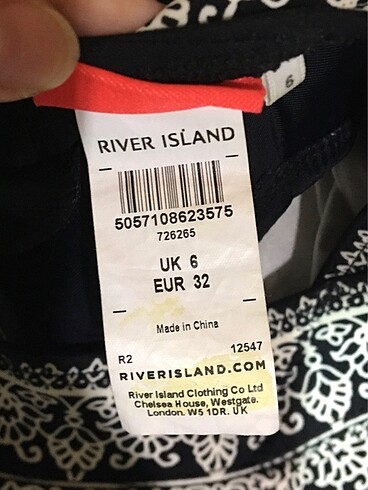 6
RIVER ISLAND
5057108623575
726265
UK 6
EUR 32
Made in China
R2 12547
RIVERISLAND.COM
River Island Clothing Co Ltd
Chelsea House, Westgate.
London. W5 1DR. UK